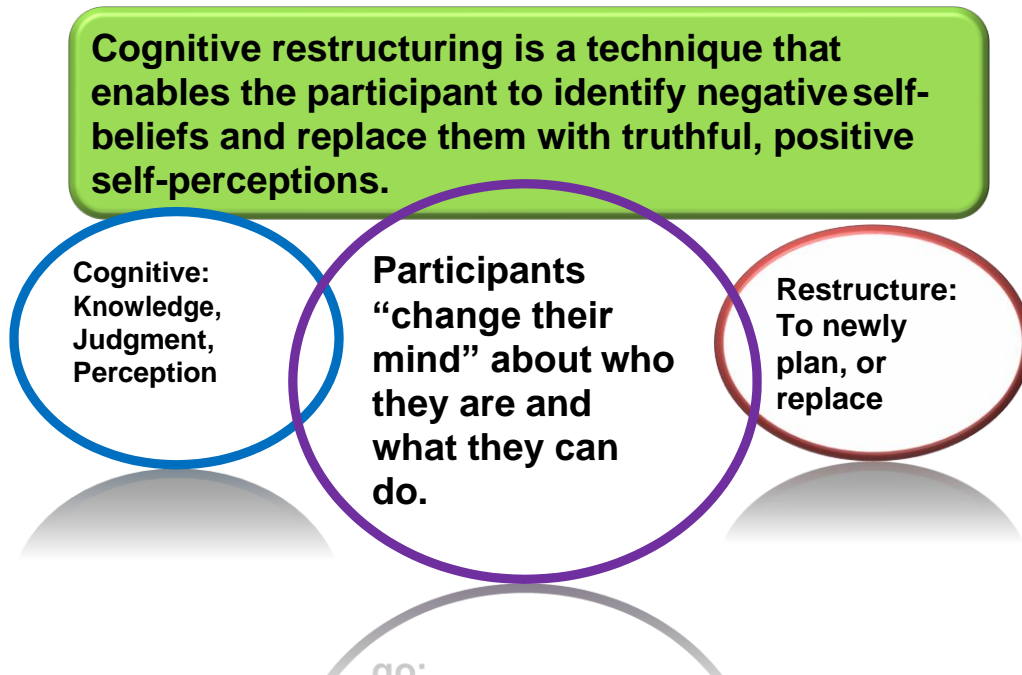 Cognitive restructuring is a technique that
enables the participant to identify negative self-
beliefs and replace them with truthful, positive
self-perceptions.
Cognitive:
Knowledge,
Judgment,
Perception
Participants
“change their
mind” about who
they are and
what they can
do.
Restructure:
To newly
plan, or
replace